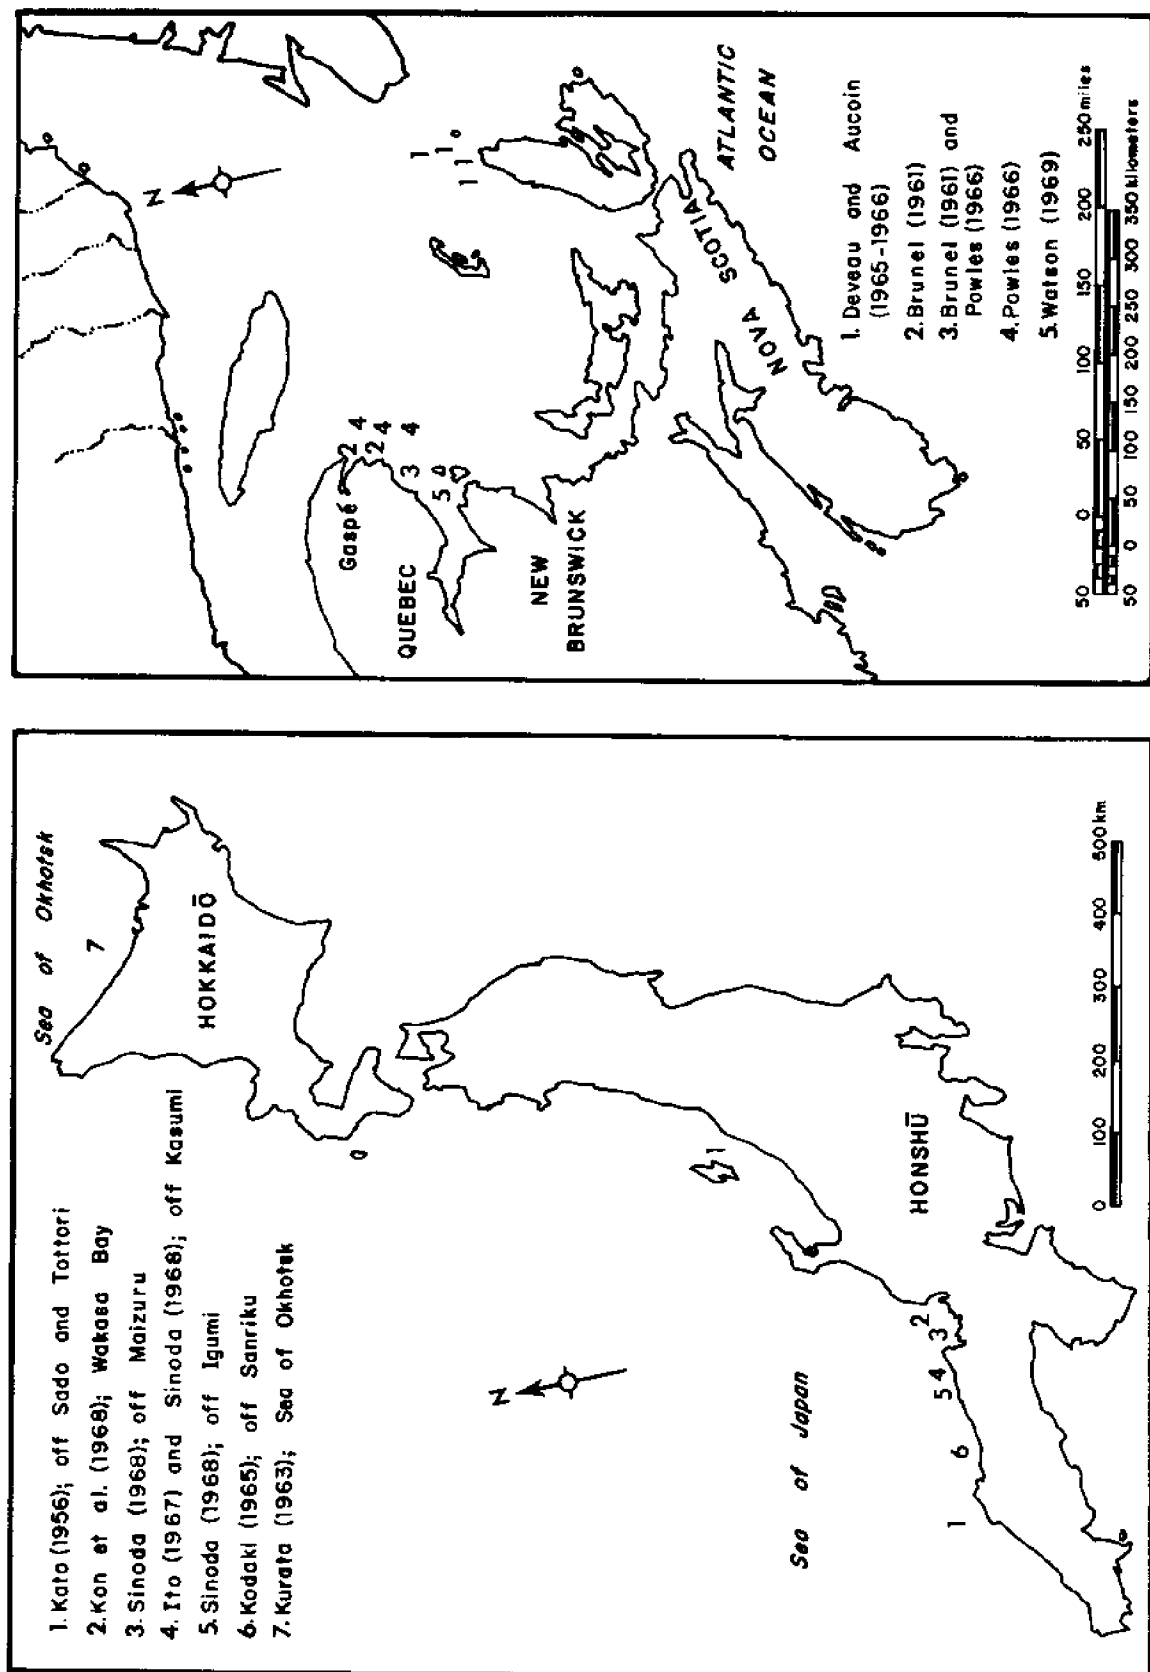 Sea of Okhotsk
7
HOKKAIDŌ
1. Kato (1956); off Sado and Tottori
2. Kon et al. (1968); Wakasa Bay
3. Sinoda (1968); off Maizuru
4. Ito (1967) and Sinoda (1968); off Kasumi
5. Sinoda (1968); off Igumi
6. Kodaki (1965); off Sanriku
7. Kurata (1963); Sea of Okhotsk
N
1
HONSHŪ
2
3
5 4
6
1
Sea of Japan
0 100 200 300 400 500 km
N
1 1 1
2 4
Gaspé 2 4
3 4
5
QUEBEC
NEW
BRUNSWICK
NOVA SCOTIA
ATLANTIC
OCEAN
1. Deveau and Aucoin
(1965-1966)
2. Brunel (1961)
3. Brunel (1961) and
Powles (1966)
4. Powles (1966)
5. Watson (1969)
50 0 50 100 150 200 250 miles
50 0 50 100 150 200 250 300 350 kilometers